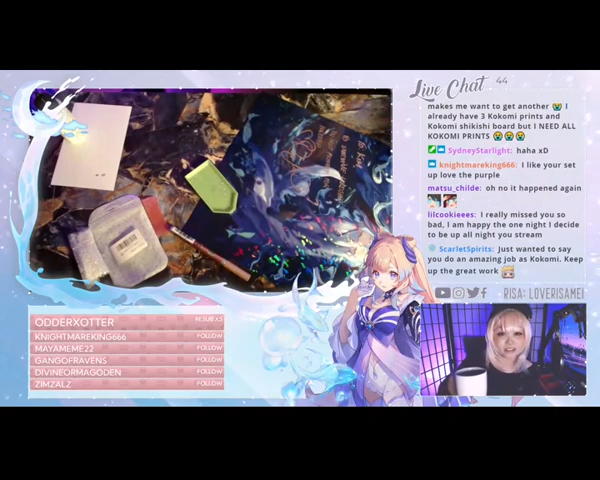 Live Chat
makes me want to get another I
already have 3 Kokomi prints and
Kokomi shikishi board but I NEED ALL
KOKOMI PRINTS
SydneyStarlight: haha xD
knightmareking666: I like your set
up love the purple
matsu_childe: oh no it happened again
lilcookieees: I really missed you so
bad, I am happy the one night I decide
to be up all night you stream
ScarletSpirits: Just wanted to say
you do an amazing job as Kokomi. Keep
up the great work
RISA: LOVERISAMEI
ODDERXOTTER RESUB X5
KNIGHTMAREKING666 FOLLOW
MAYAMEME22 FOLLOW
GANGOFRAVENS FOLLOW
DIVINEORMAGODEN FOLLOW
ZIMZALZ FOLLOW